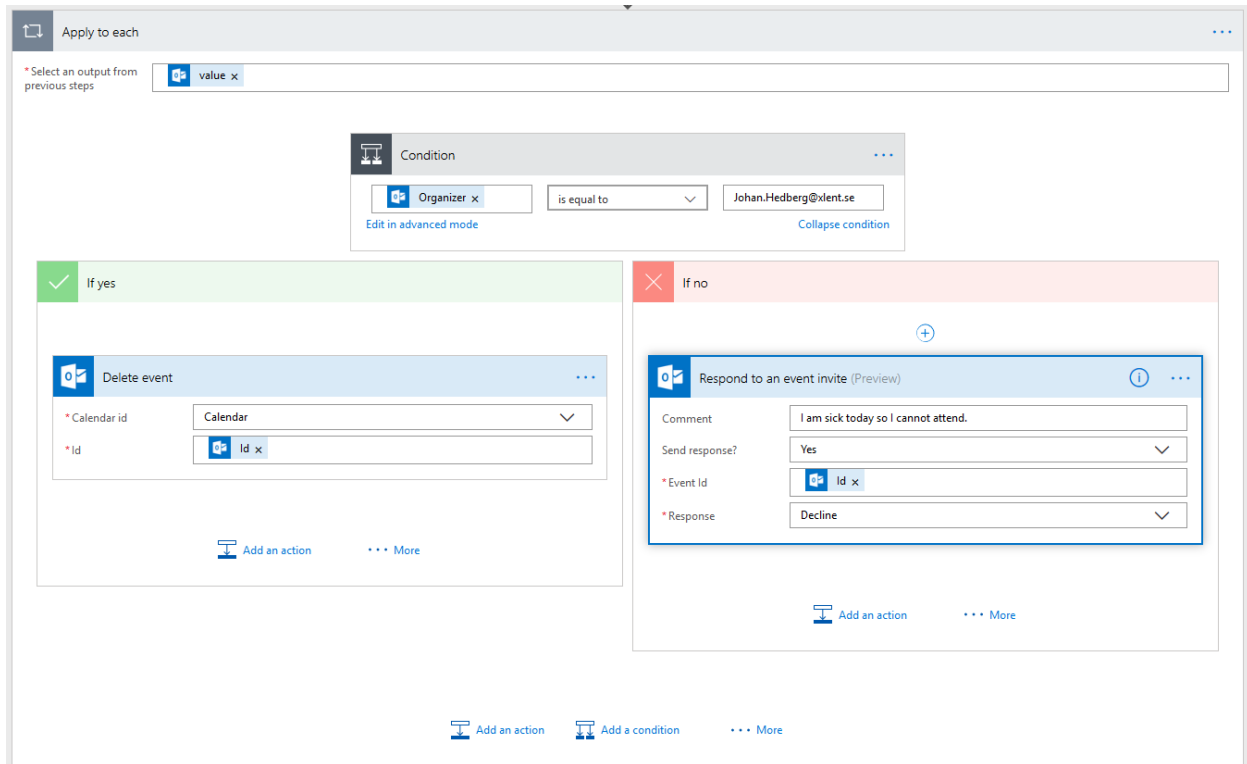 Apply to each
* Select an output from
previous steps
value x
Condition
Organizer x
is equal to
Johan.Hedberg@xlent.se
Edit in advanced mode
Collapse condition
If yes
If no
Delete event
* Calendar id
Calendar
* Id
Id x
Add an action
More
Respond to an event invite (Preview)
Comment
I am sick today so I cannot attend.
Send response?
Yes
* Event Id
Id x
* Response
Decline
Add an action
More
Add an action
Add a condition
More